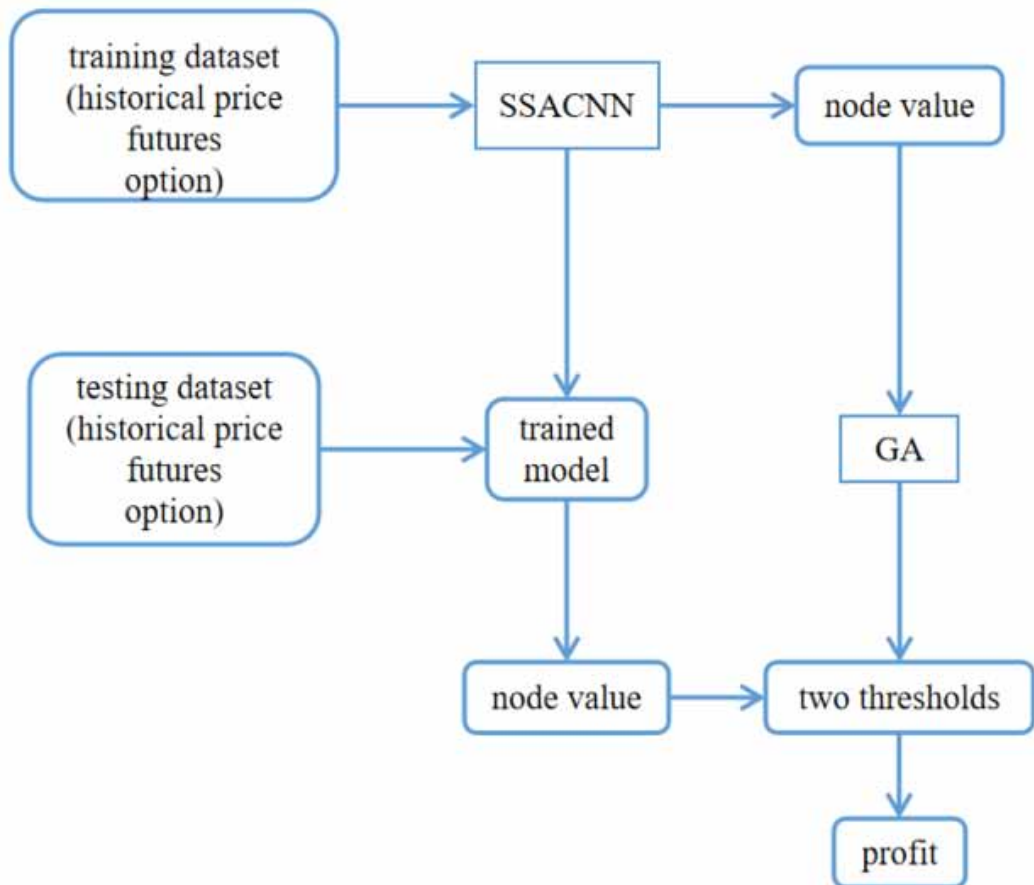 training dataset
(historical price
futures
option)
SSACNN
node value
testing dataset
(historical price
futures
option)
trained
model
GA
node value
two thresholds
profit